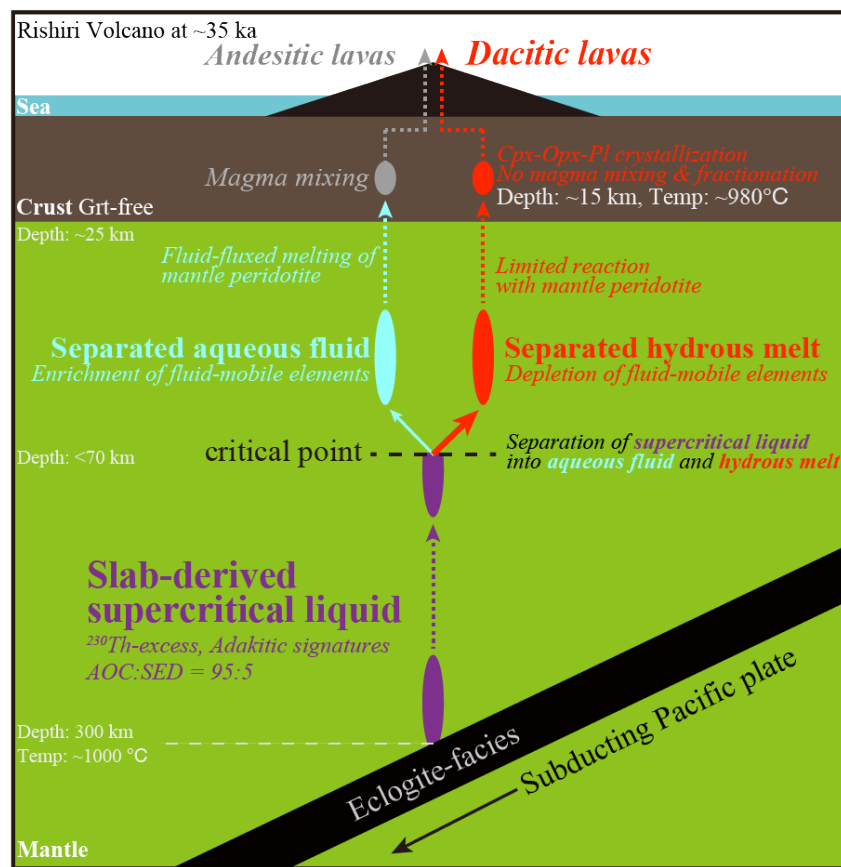 Rishiri Volcano at ~35 ka
Andesitic lavas
Dacitic lavas
Sea
Cpx-Opx-Pl crystallization
No magma mixing & fractionation
Depth: ~15 km, Temp: ~980°C
Magma mixing
Crust Grt-free
Depth: ~25 km
Fluid-fluxed melting of
mantle peridotite
Limited reaction
with mantle peridotite
Separated aqueous fluid
Enrichment of fluid-mobile elements
Separated hydrous melt
Depletion of fluid-mobile elements
Depth: <70 km
critical point
Separation of supercritical liquid
into aqueous fluid and hydrous melt
Slab-derived
supercritical liquid
²³⁰Th-excess, Adakitic signatures
AOC:SED = 95:5
Depth: 300 km
Temp: ~1000 °C
Eclogite-facies
Subducting Pacific plate
Mantle